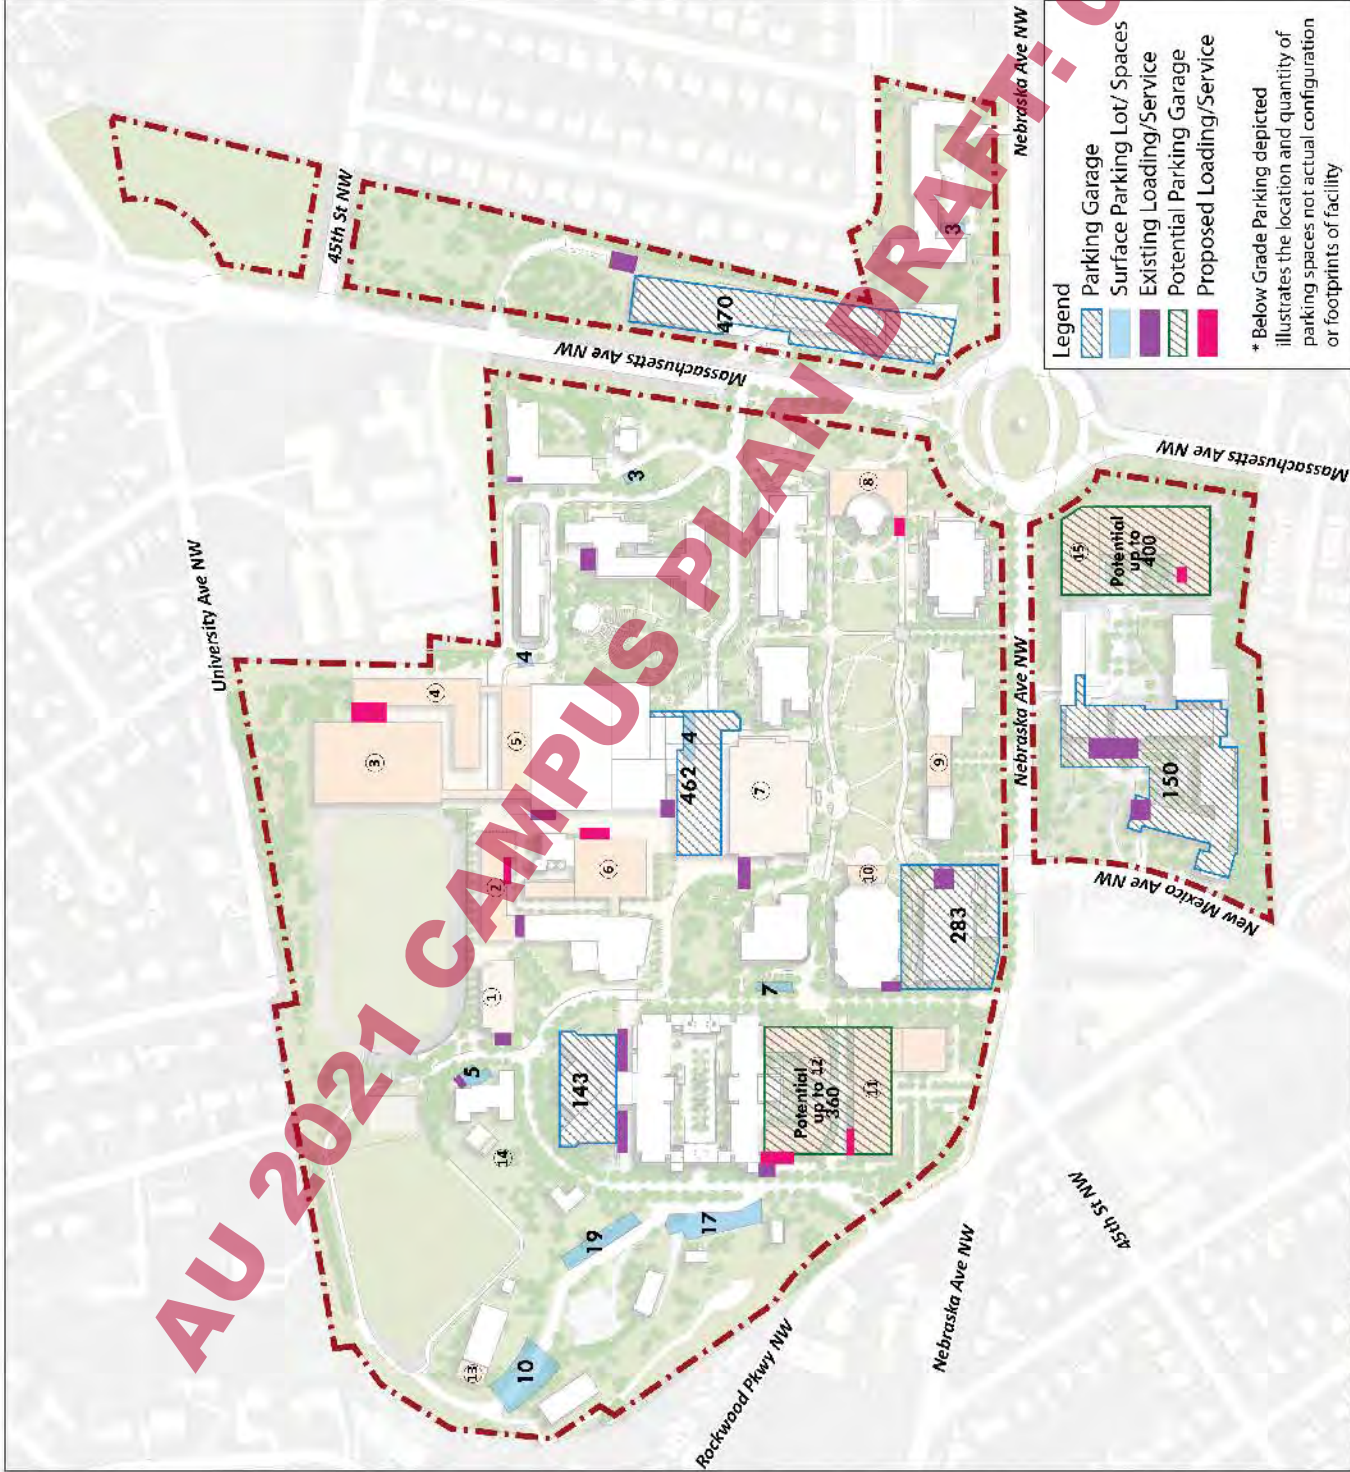 AU 2021 CAMPUS PLAN DRAFT:
Nebraska Ave NW
45th St NW
Massachusetts Ave NW
University Ave NW
Massachusetts Ave NW
Nebraska Ave NW
New Mexico Ave NW
45th St NW
Nebraska Ave NW
Rockwood Pkwy NW
3
470
3
4
4
462
283
150
7
5
143
19
17
10
1
2
3
4
5
6
7
8
9
10
11
13
14
15
Potential
up to
400
Potential
up to 12
360
Legend
Parking Garage
Surface Parking Lot/ Spaces
Existing Loading/Service
Potential Parking Garage
Proposed Loading/Service
* Below Grade Parking depicted
illustrates the location and quantity of
parking spaces not actual configuration
or footprints of facility